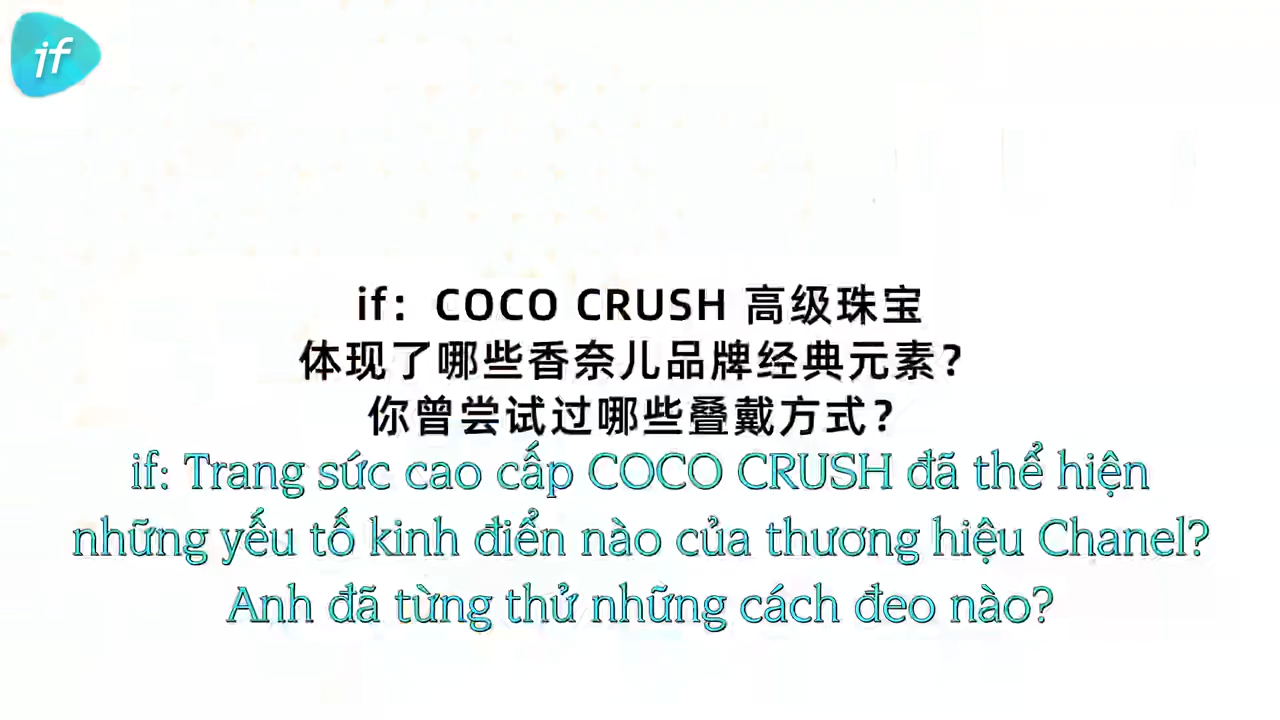 if
if：COCO CRUSH 高级珠宝
体现了哪些香奈儿品牌经典元素？
你曾尝试过哪些叠戴方式？
if: Trang sức cao cấp COCO CRUSH đã thể hiện
những yếu tố kinh điển nào của thương hiệu Chanel?
Anh đã từng thử những cách đeo nào?